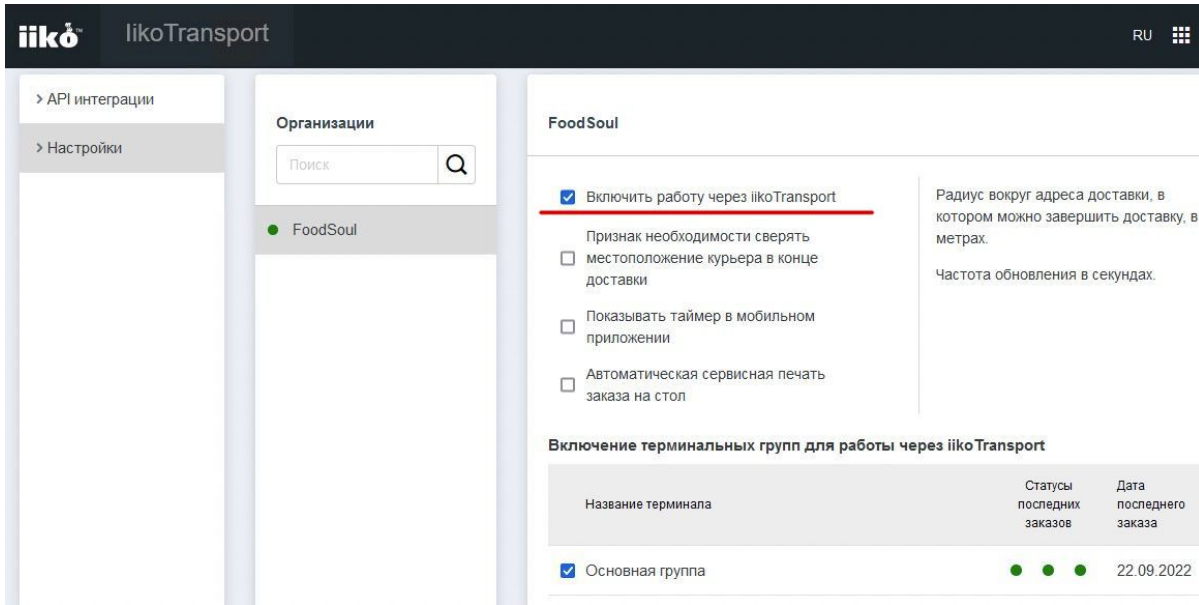 iiko IikoTransport RU
> API интеграции
> Настройки
Организации
Поиск
FoodSoul
FoodSoul
Включить работу через iikoTransport
Признак необходимости сверять
местоположение курьера в конце
доставки
Показывать таймер в мобильном
приложении
Автоматическая сервисная печать
заказа на стол
Радиус вокруг адреса доставки, в
котором можно завершить доставку, в
метрах.
Частота обновления в секундах.
Включение терминальных групп для работы через iikoTransport
Название терминала
Статусы
последних
заказов
Дата
последнего
заказа
Основная группа
22.09.2022